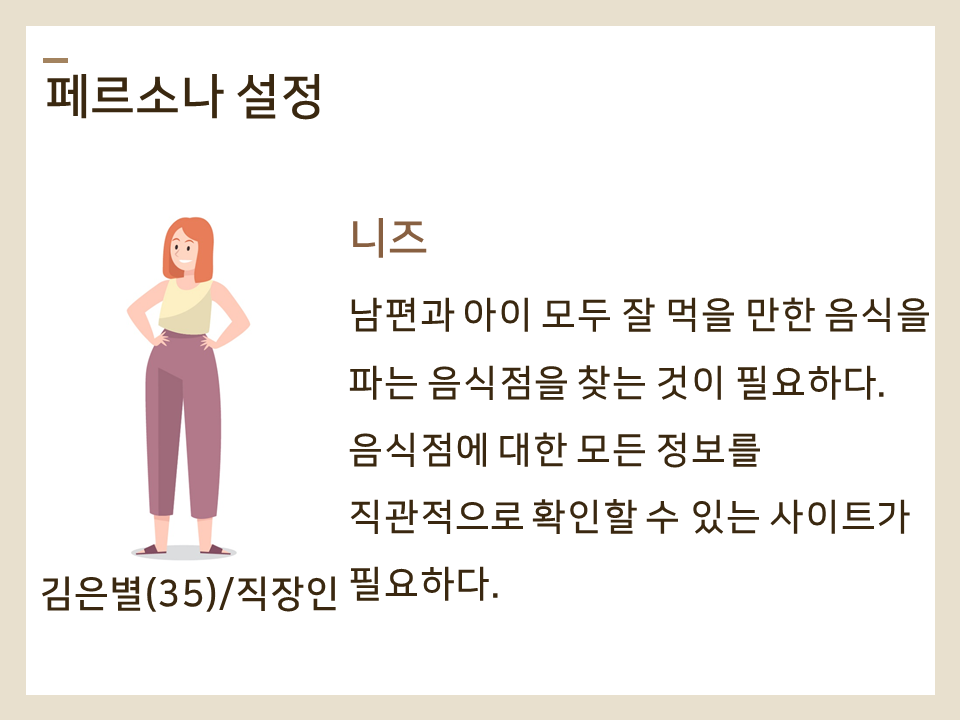 페르소나 설정
니즈
남편과 아이 모두 잘 먹을 만한 음식을
파는 음식점을 찾는 것이 필요하다.
음식점에 대한 모든 정보를
직관적으로 확인할 수 있는 사이트가
필요하다.
김은별(35)/직장인